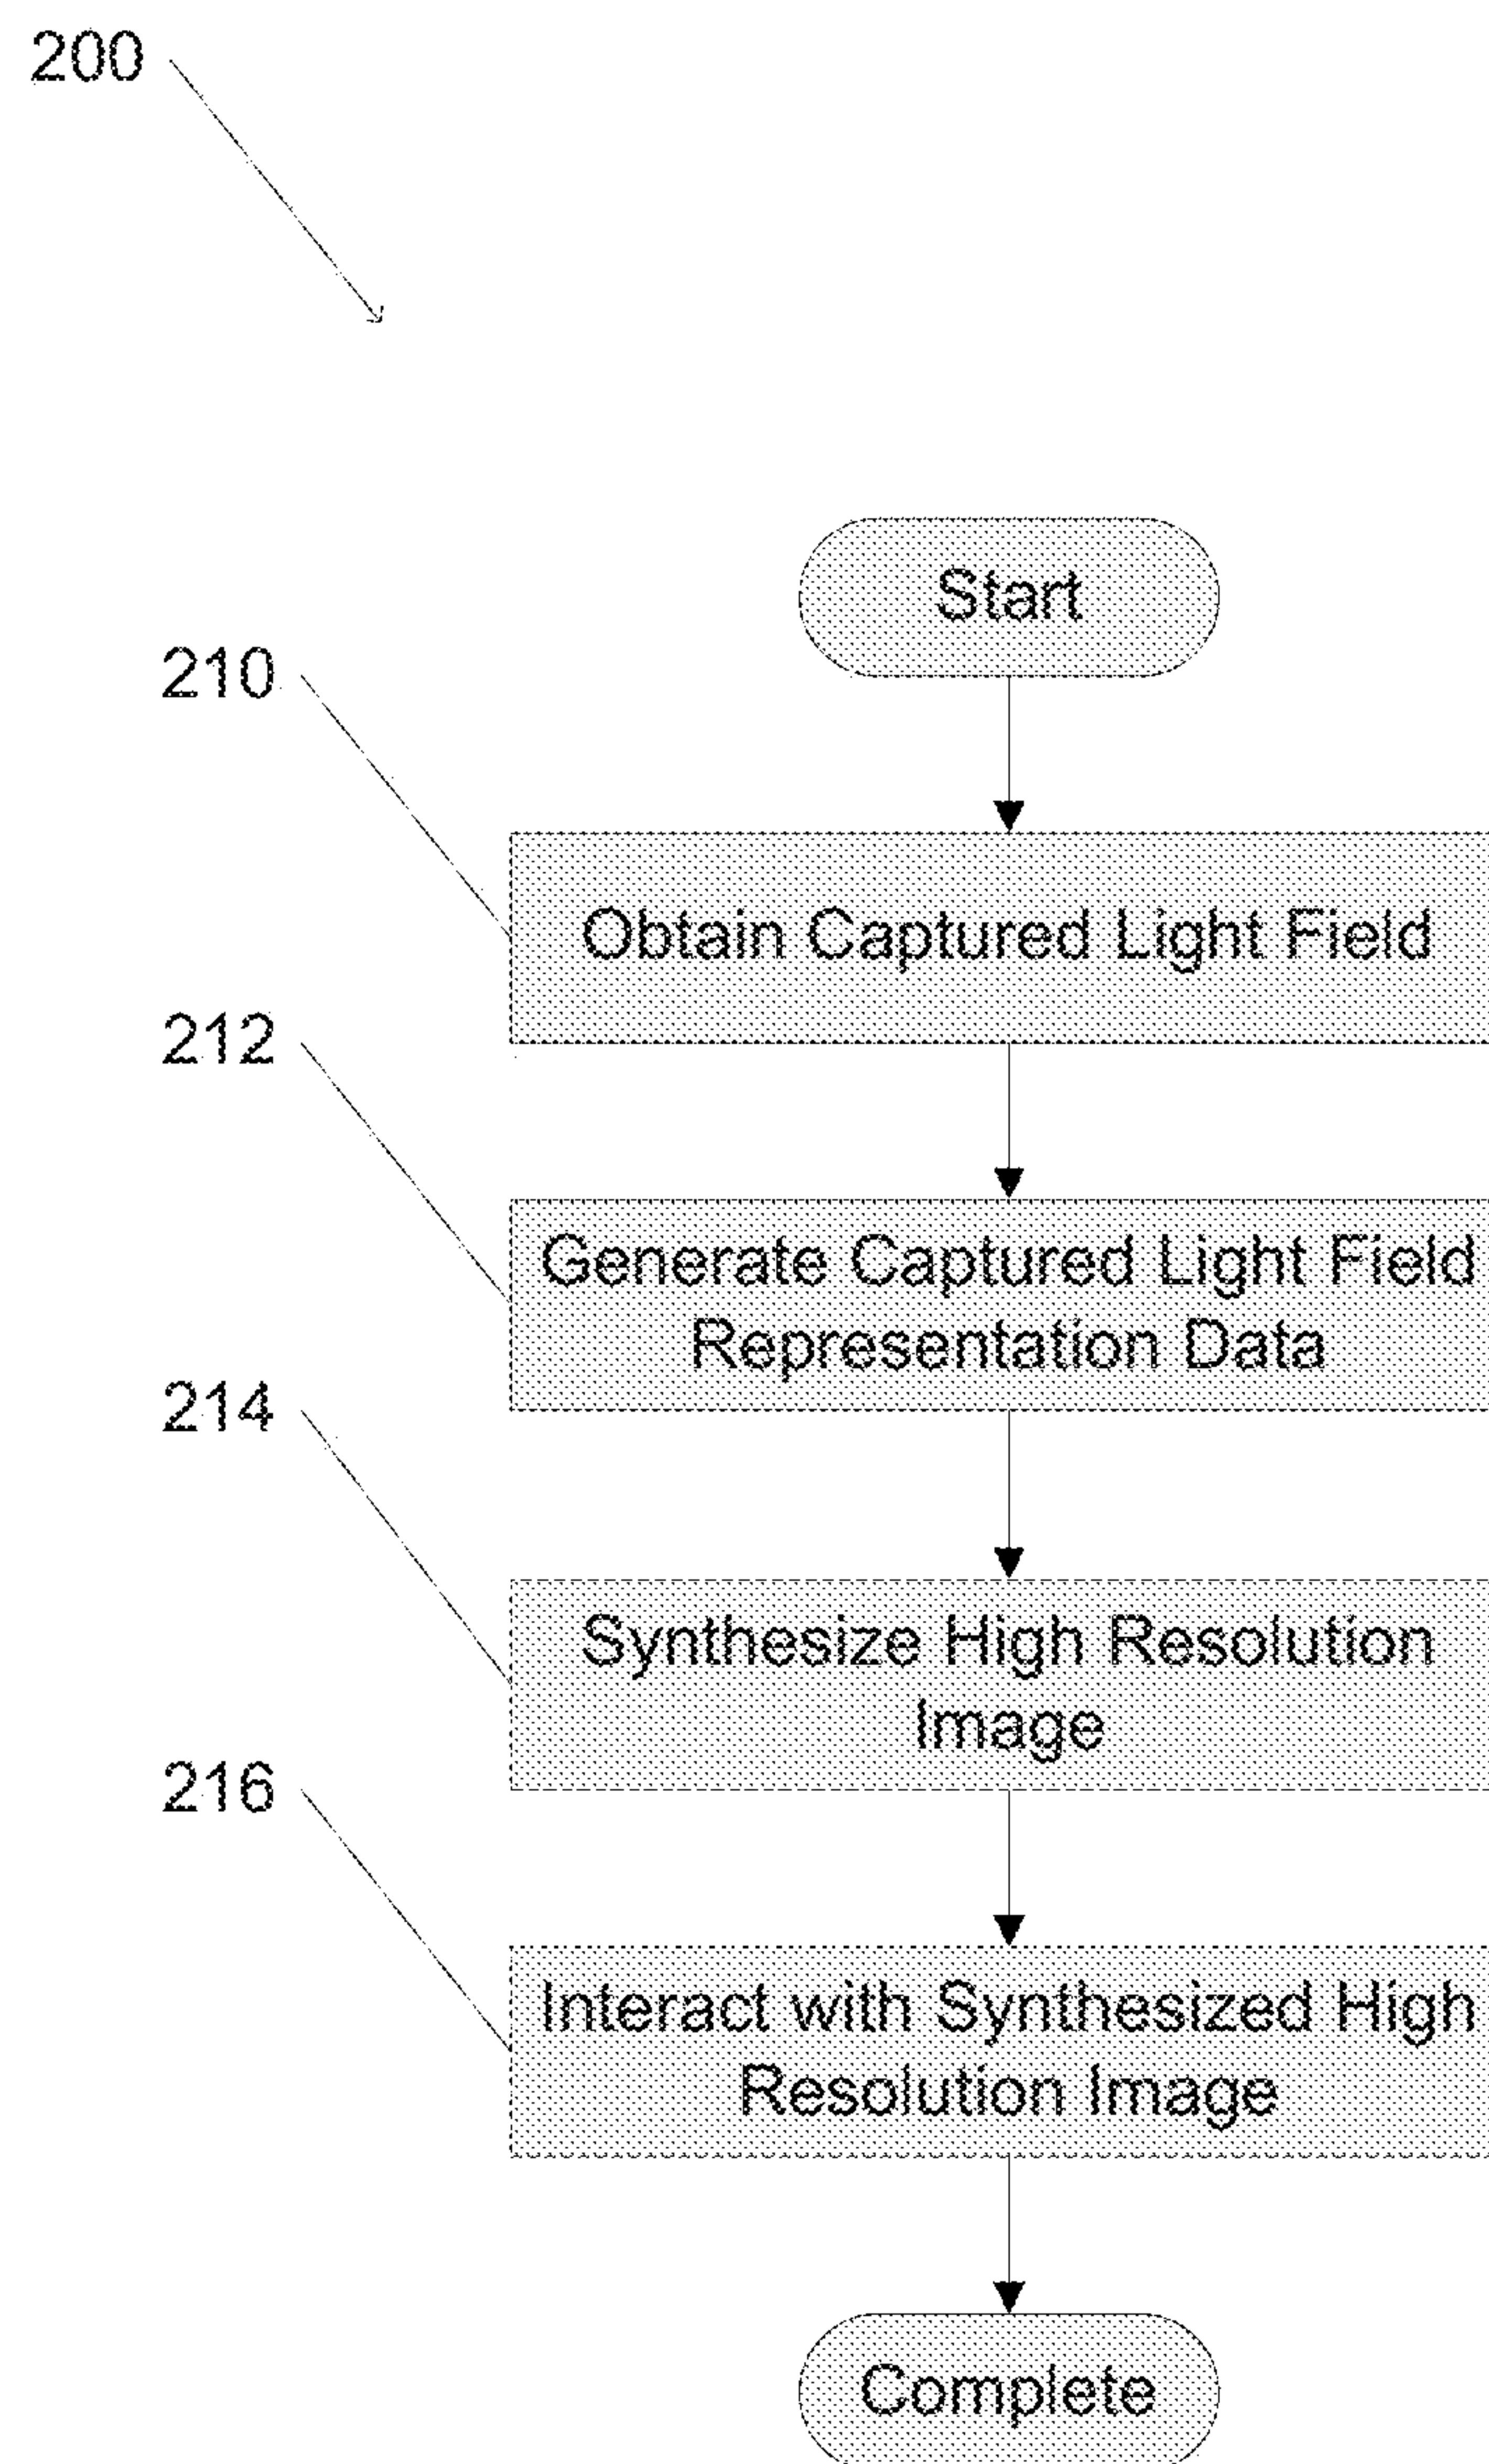 200
Start
210
Obtain Captured Light Field
212
Generate Captured Light Field
Representation Data
214
Synthesize High Resolution
Image
216
Interact with Synthesized High
Resolution Image
Complete